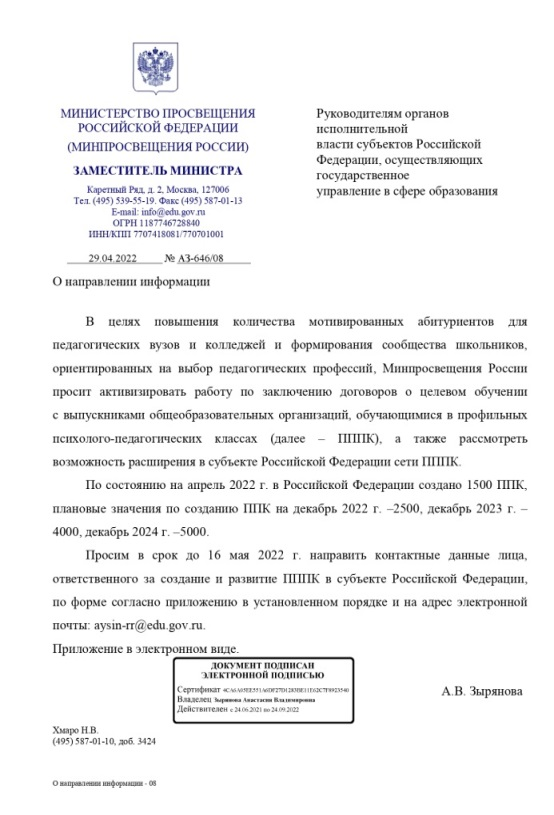 МИНИСТЕРСТВО ПРОСВЕЩЕНИЯ
РОССИЙСКОЙ ФЕДЕРАЦИИ
(МИНПРОСВЕЩЕНИЯ РОССИИ)
ЗАМЕСТИТЕЛЬ МИНИСТРА
Каретный Ряд, д. 2, Москва, 127006
Тел. (495) 539-55-19. Факс (495) 587-01-13
E-mail: info@edu.gov.ru
ОГРН 1187746728840
ИНН/КПП 7707418081/770701001
29.04.2022 № АЗ-646/08
Руководителям органов
исполнительной
власти субъектов Российской
Федерации, осуществляющих
государственное
управление в сфере образования
О направлении информации
В целях повышения количества мотивированных абитуриентов для
педагогических вузов и колледжей и формирования сообщества школьников,
ориентированных на выбор педагогических профессий, Минпросвещения России
просит активизировать работу по заключению договоров о целевом обучении
с выпускниками общеобразовательных организаций, обучающимися в профильных
психолого-педагогических классах (далее – ПППК), а также рассмотреть
возможность расширения в субъекте Российской Федерации сети ПППК.
По состоянию на апрель 2022 г. в Российской Федерации создано 1500 ППК,
плановые значения по созданию ППК на декабрь 2022 г. –2500, декабрь 2023 г. –
4000, декабрь 2024 г. –5000.
Просим в срок до 16 мая 2022 г. направить контактные данные лица,
ответственного за создание и развитие ПППК в субъекте Российской Федерации,
по форме согласно приложению в установленном порядке и на адрес электронной
почты: aysin-rr@edu.gov.ru.
Приложение в электронном виде.
ДОКУМЕНТ ПОДПИСАН
ЭЛЕКТРОННОЙ ПОДПИСЬЮ
Сертификат
Владелец Зырянова Анастасия Владимировна
Действителен с 24.06.2021 по 24.09.2022
А.В. Зырянова
Хмаро Н.В.
(495) 587-01-10, доб. 3424
О направлении информации - 08